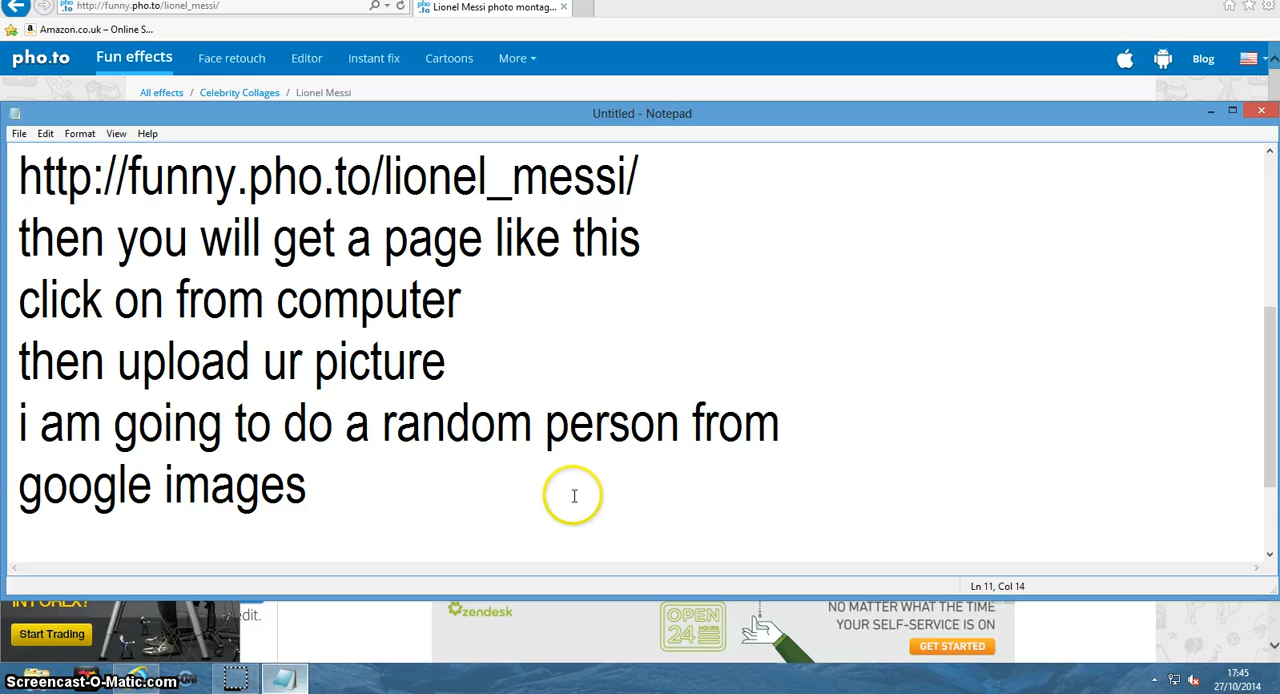 http://funny.pho.to/lionel_messi/
Lionel Messi photo montag...
Amazon.co.uk – Online S...
pho.to Fun effects Face retouch Editor Instant fix Cartoons More Blog
All effects / Celebrity Collages / Lionel Messi
Untitled - Notepad
File Edit Format View Help
http://funny.pho.to/lionel_messi/
then you will get a page like this
click on from computer
then upload ur picture
i am going to do a random person from
google images
Ln 11, Col 14
IN FOREX?
edit.
Start Trading
zendesk
OPEN
24 HOURS
NO MATTER WHAT THE TIME
YOUR SELF-SERVICE IS ON
GET STARTED
Screencast-O-Matic.com
17:45
27/10/2014